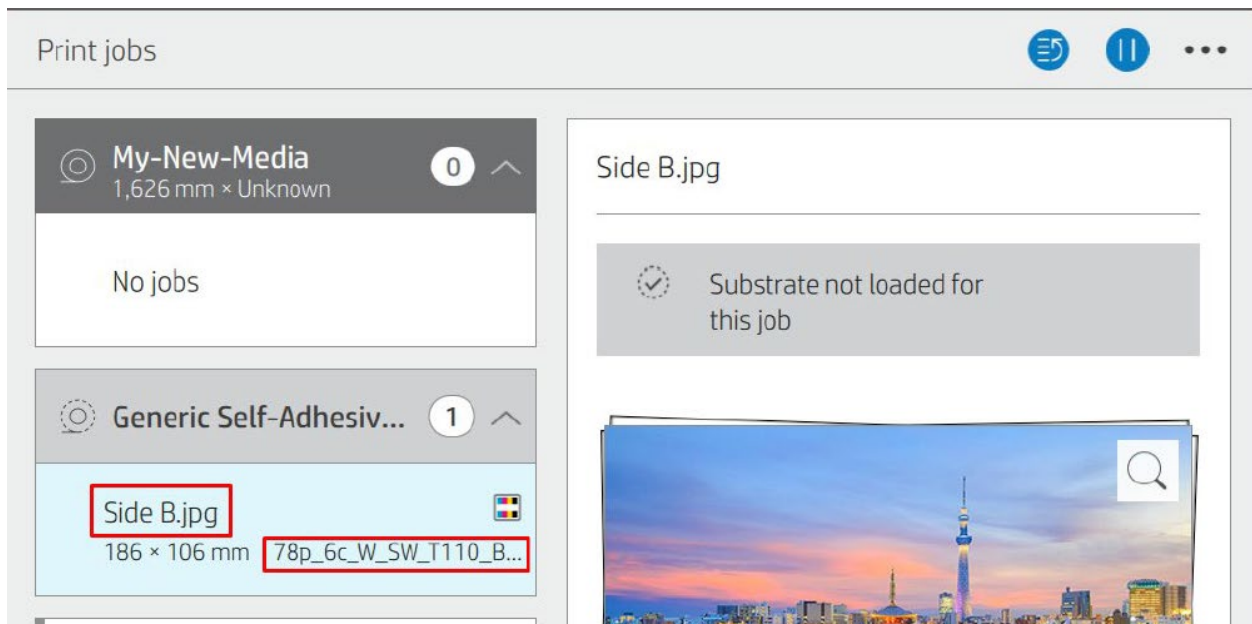 Print jobs
My-New-Media
0
1,626 mm × Unknown
No jobs
Generic Self-Adhesiv...
1
Side B.jpg
186 × 106 mm 78p_6c_W_SW_T110_B...
Side B.jpg
Substrate not loaded for
this job